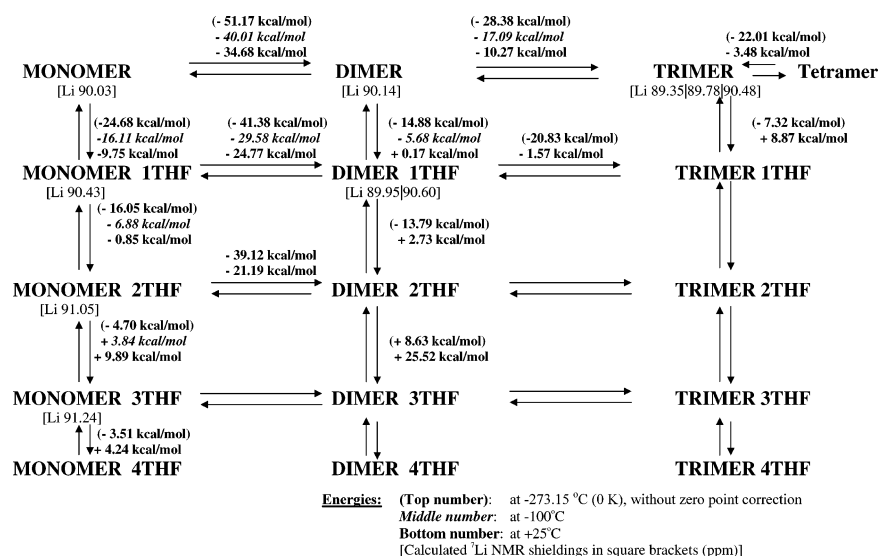 (- 51.17 kcal/mol)
- 40.01 kcal/mol
- 34.68 kcal/mol
(- 28.38 kcal/mol
- 17.09 kcal/mol
- 10.27 kcal/mol
(- 22.01 kcal/mol)
- 3.48 kcal/mol
MONOMER
DIMER
TRIMER
Tetramer
[Li 90.03]
[Li 90.14]
[Li 89.35|89.78|90.48]
(-24.68 kcal/mol)
-16.11 kcal/mol)
-9.75 kcal/mol)
(- 41.38 kcal/mol)
- 29.58 kcal/mol)
- 24.77 kcal/mol
(- 14.88 kcal/mol
- 5.68 kcal/mol
+ 0.17 kcal/mol
(-20.83 kcal/mol)
- 1.57 kcal/mol
(- 7.32 kcal/mol)
+ 8.87 kcal/mol)
MONOMER 1THF
DIMER 1THF
TRIMER 1THF
[Li 90.43]
[Li 89.95|90.60]
(- 16.05 kcal/mol)
- 6.88 kcal/mol
- 0.85 kcal/mol
(- 13.79 kcal/mol)
+ 2.73 kcal/mol
- 39.12 kcal/mol
- 21.19 kcal/mol
MONOMER 2THF
DIMER 2THF
TRIMER 2THF
[Li 91.05]
(- 4.70 kcal/mol)
+ 3.84 kcal/mol
+ 9.89 kcal/mol
(+ 8.63 kcal/mol)
+ 25.52 kcal/mol
MONOMER 3THF
DIMER 3THF
TRIMER 3THF
[Li 91.24]
(- 3.51 kcal/mol)
+ 4.24 kcal/mol
MONOMER 4THF
DIMER 4THF
TRIMER 4THF
Energies: (Top number): at -273.15 °C (0 K), without zero point correction
Middle number: at -100°C
Bottom number: at +25°C
[Calculated ⁷Li NMR shieldings in square brackets (ppm)]